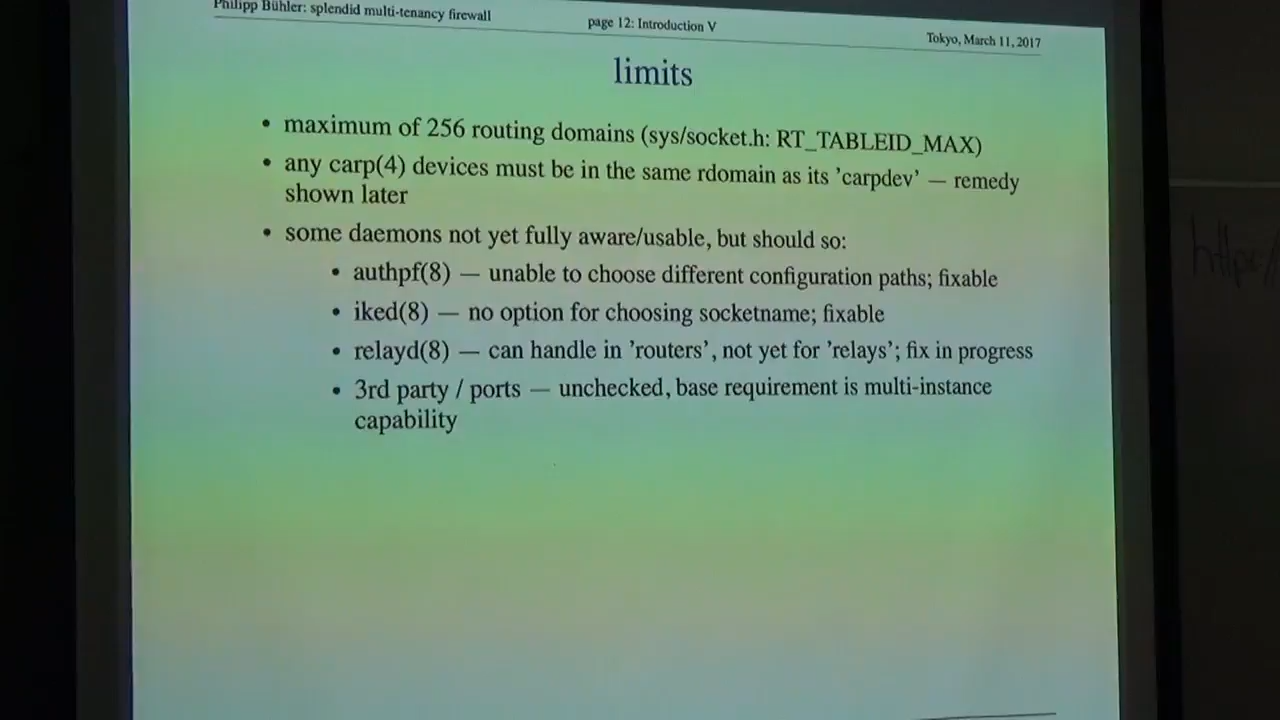 Philipp Bühler: splendid multi-tenancy firewall
page 12: Introduction V
Tokyo, March 11, 2017
limits
• maximum of 256 routing domains (sys/socket.h: RT_TABLEID_MAX)
• any carp(4) devices must be in the same rdomain as its 'carpdev' — remedy
shown later
• some daemons not yet fully aware/usable, but should so:
• authpf(8) — unable to choose different configuration paths; fixable
• iked(8) — no option for choosing socketname; fixable
• relayd(8) — can handle in 'routers', not yet for 'relays'; fix in progress
• 3rd party / ports — unchecked, base requirement is multi-instance
capability